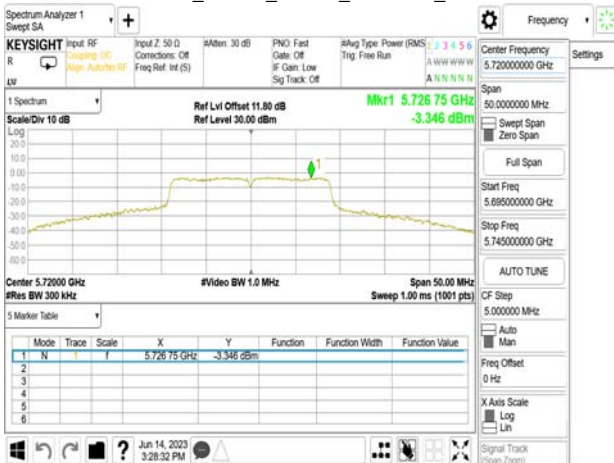 Spectrum Analyzer 1
Swept SA
Frequency
KEYSIGHT
R
LVI
Input: RF
Coupling: DC
Align: Auto/No RF
Input Z: 50 Ω
Corrections: Off
Freq Ref: Int (S)
#Atten: 30 dB
PNO: Fast
Gate: Off
IF Gain: Low
Sig Track: Off
#Avg Type: Power (RMS
Trig: Free Run
1 2 3 4 5 6
A W W W W W
A N N N N N
1 Spectrum
Scale/Div 10 dB
Ref Lvl Offset 11.80 dB
Ref Level 30.00 dBm
Mkr1 5.726 75 GHz
-3.346 dBm
Log
20.0
10.0
0.00
-10.0
-20.0
-30.0
-40.0
-50.0
-60.0
1
Center 5.72000 GHz
#Video BW 1.0 MHz
Span 50.00 MHz
#Res BW 300 kHz
Sweep 1.00 ms (1001 pts)
5 Marker Table
Mode Trace Scale X Y Function Function Width Function Value
1 N 1 f 5.726 75 GHz -3.346 dBm
2
3
4
5
6
Jun 14, 2023
3:28:32 PM
Center Frequency
5.720000000 GHz
Settings
Span
50.0000000 MHz
Swept Span
Zero Span
Full Span
Start Freq
5.695000000 GHz
Stop Freq
5.745000000 GHz
AUTO TUNE
CF Step
5.000000 MHz
Auto
Man
Freq Offset
0 Hz
X Axis Scale
Log
Lin
Signal Track
(Span Zoom)